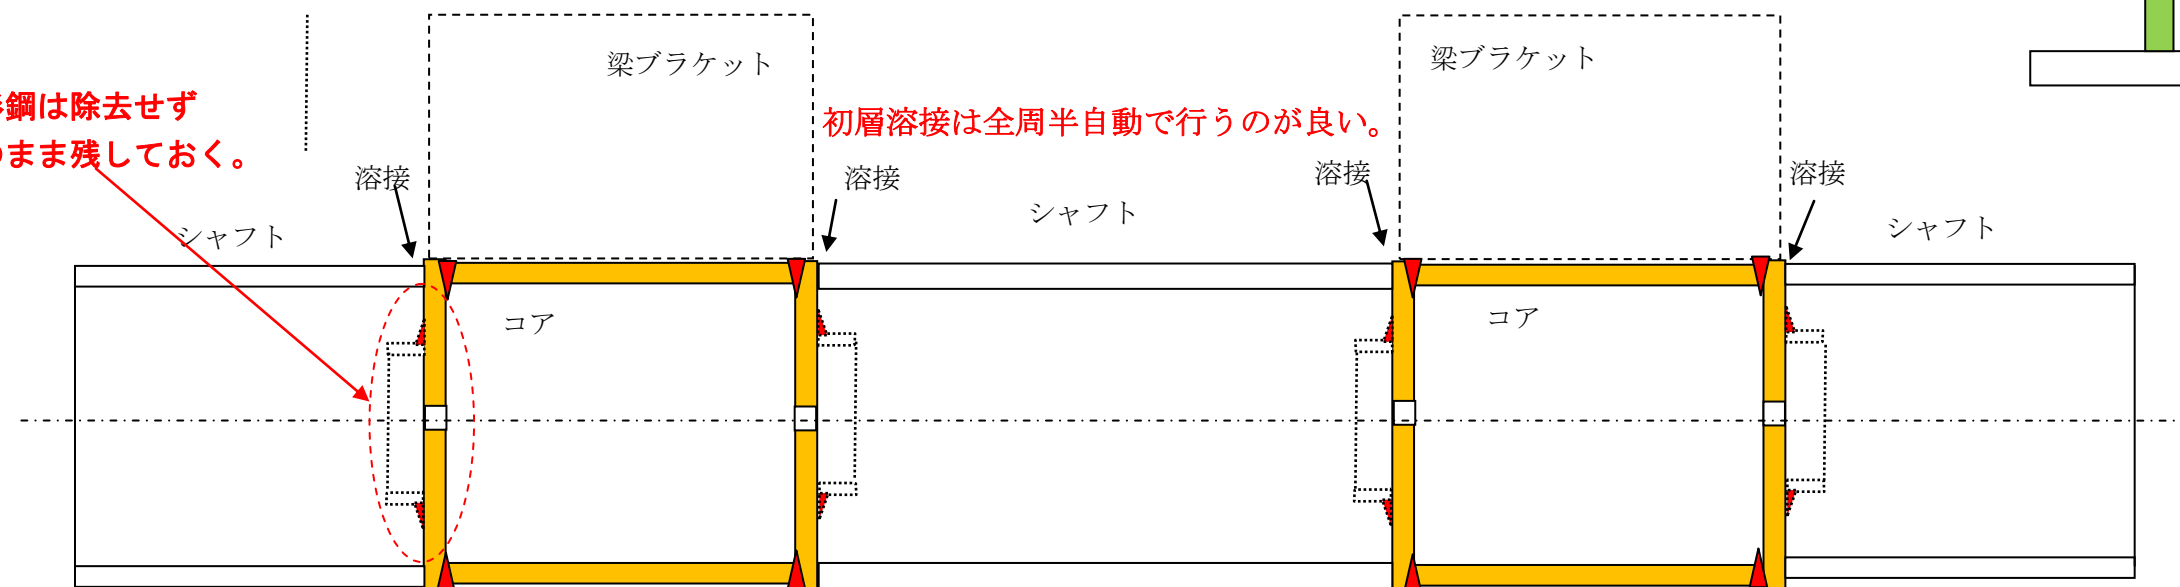 梁ブラケット
梁ブラケット
鋼は除去せず
まま残しておく。
初層溶接は全周半自動で行うのが良い。
溶接
溶接
溶接
溶接
シャフト
シャフト
シャフト
コア
コア